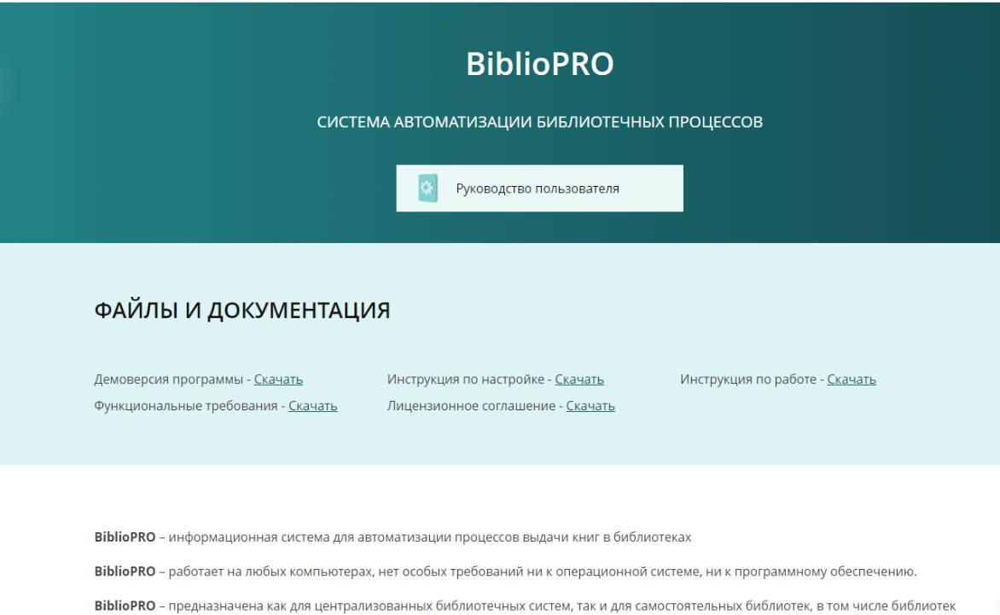 BiblioPRO
СИСТЕМА АВТОМАТИЗАЦИИ БИБЛИОТЕЧНЫХ ПРОЦЕССОВ
Руководство пользователя
ФАЙЛЫ И ДОКУМЕНТАЦИЯ
Демоверсия программы - Скачать
Инструкция по настройке - Скачать
Инструкция по работе - Скачать
Функциональные требования - Скачать
Лицензионное соглашение - Скачать
BiblioPRO – информационная система для автоматизации процессов выдачи книг в библиотеках
BiblioPRO – работает на любых компьютерах, нет особых требований ни к операционной системе, ни к программному обеспечению.
BiblioPRO – предназначена как для централизованных библиотечных систем, так и для самостоятельных библиотек, в том числе библиотек